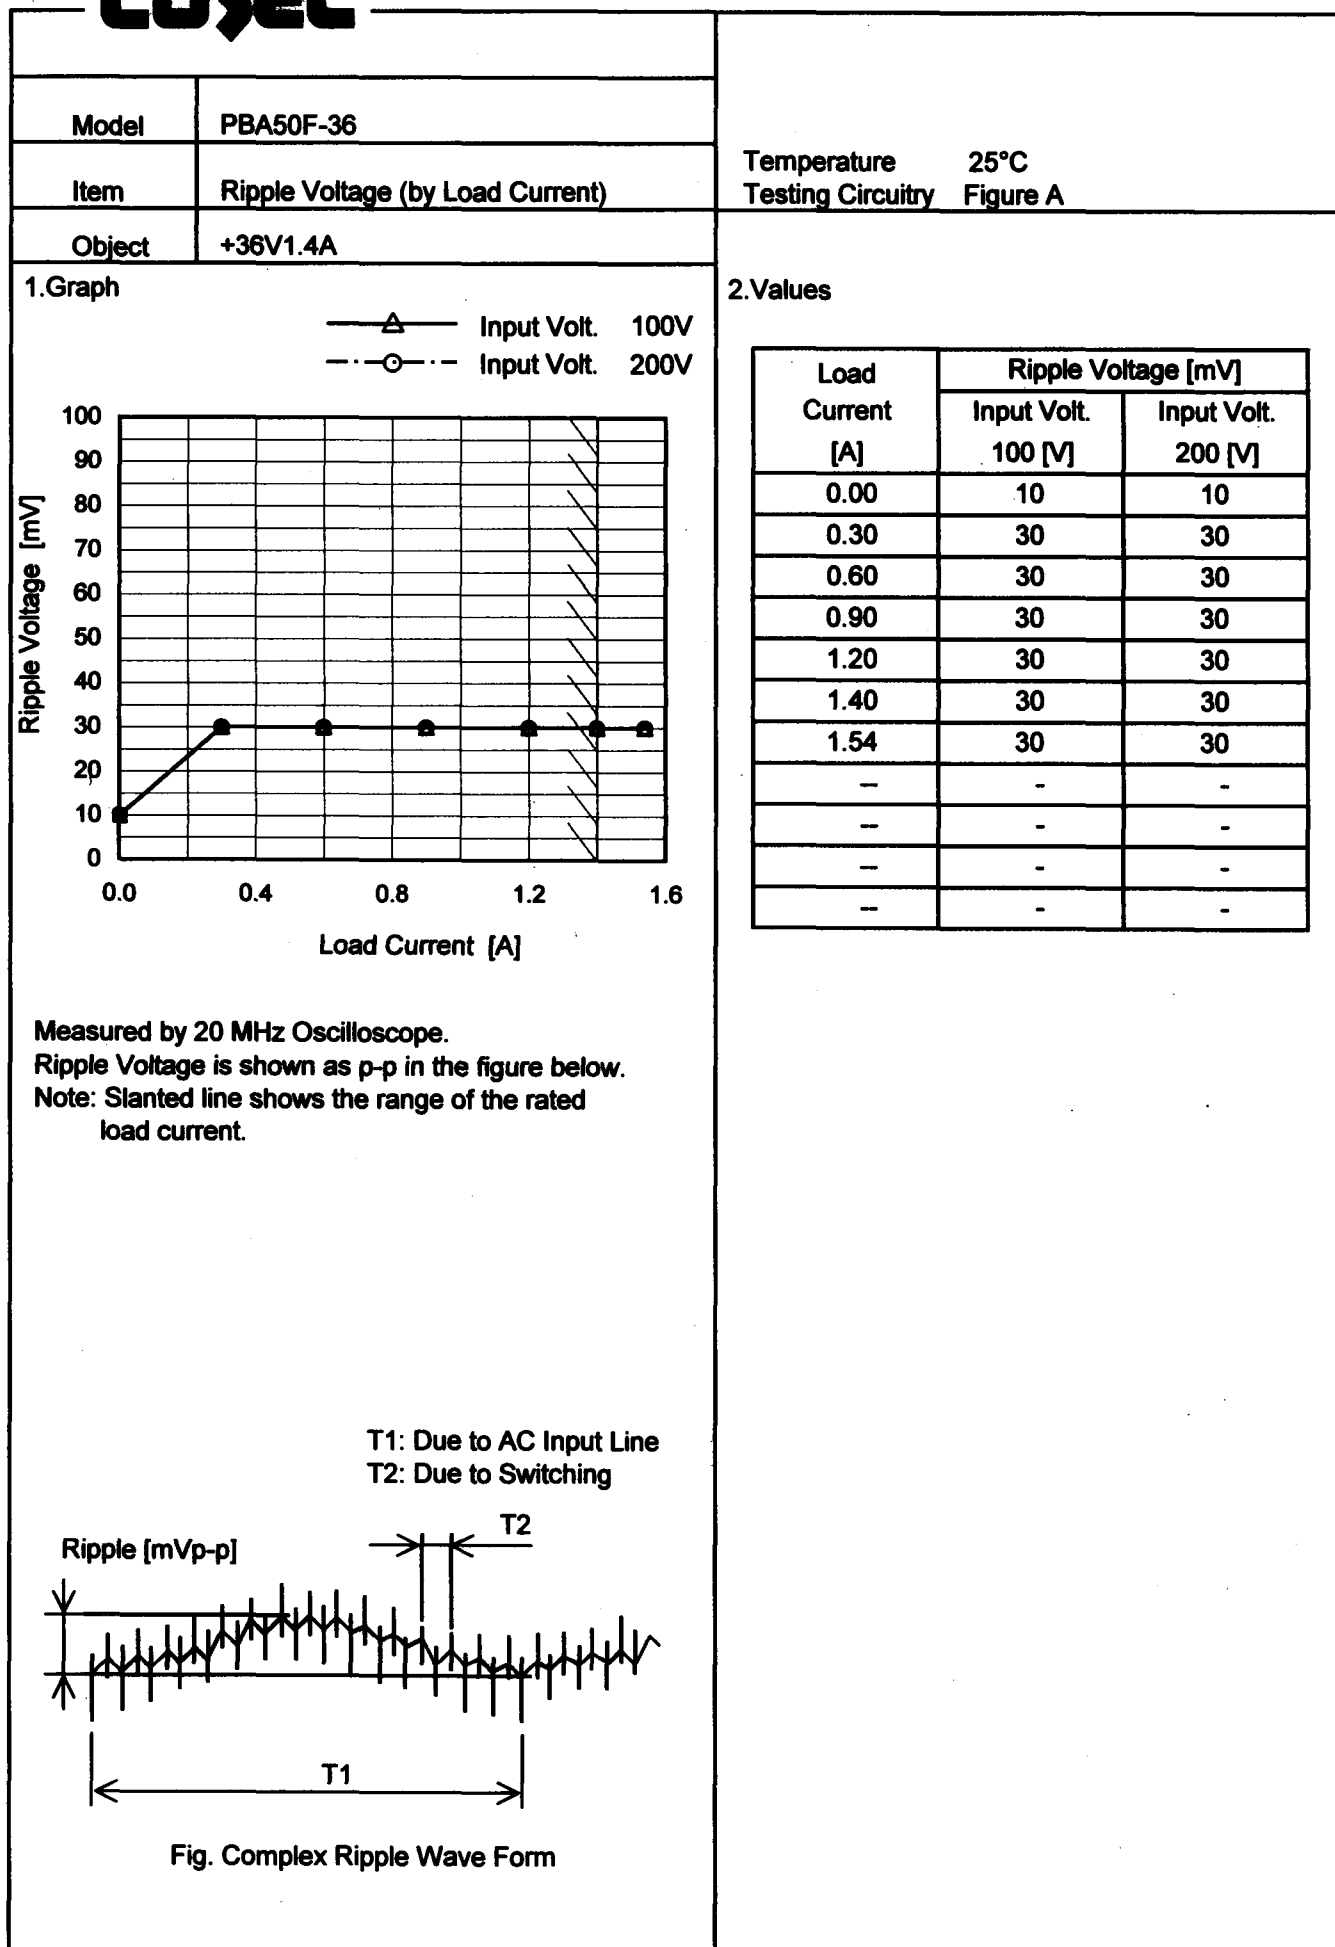 Model PBA50F-36
Item Ripple Voltage (by Load Current)
Object +36V1.4A
Temperature 25°C
Testing Circuitry Figure A
1.Graph
Input Volt. 100V
Input Volt. 200V
Ripple Voltage [mV]
100
90
80
70
60
50
40
30
20
10
0
0.0 0.4 0.8 1.2 1.6
Load Current [A]
Measured by 20 MHz Oscilloscope.
Ripple Voltage is shown as p-p in the figure below.
Note: Slanted line shows the range of the rated
load current.
T1: Due to AC Input Line
T2: Due to Switching
T2
Ripple [mVp-p]
T1
Fig. Complex Ripple Wave Form
2.Values
Load Current [A] Ripple Voltage [mV]
Input Volt. 100 [V] Input Volt. 200 [V]
0.00 10 10
0.30 30 30
0.60 30 30
0.90 30 30
1.20 30 30
1.40 30 30
1.54 30 30
-- - -
-- - -
-- - -
-- - -